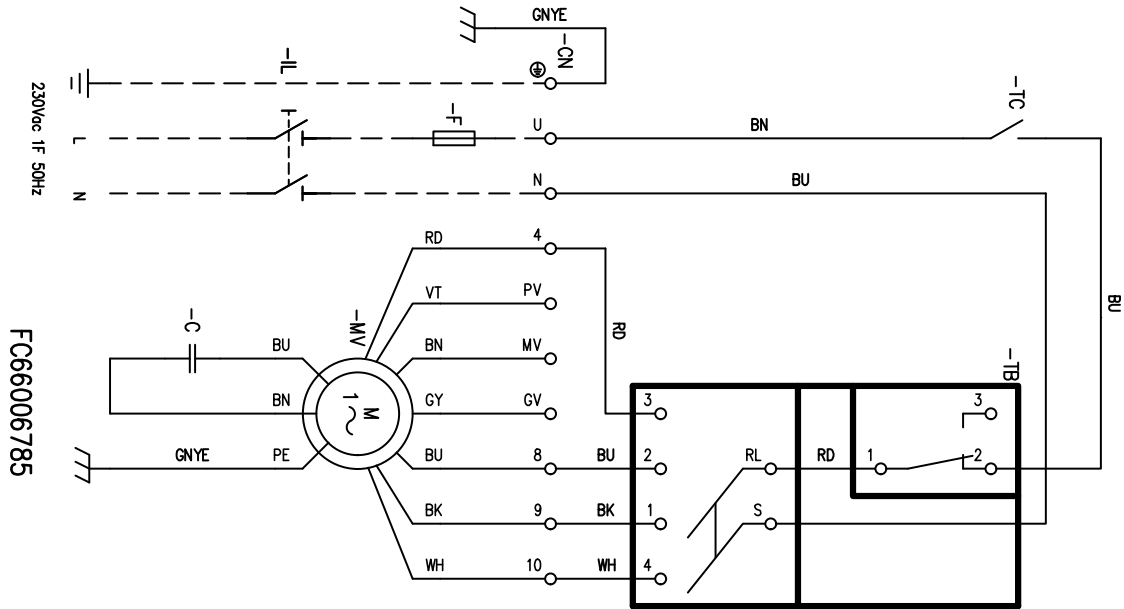 GNYE
-CN
-IL
-TC
-F
U
BN
L
230Vac 1F 50Hz
N
N
BU
RD
4
BU
VT
PV
-MV
RD
-C
BU
BN
MV
-TB
FC66006785
BN
M
1
GY
GV
3
3
GNYE
PE
BU
8
BU
2
RL
RD
1
2
BK
9
BK
1
S
WH
10
WH
4